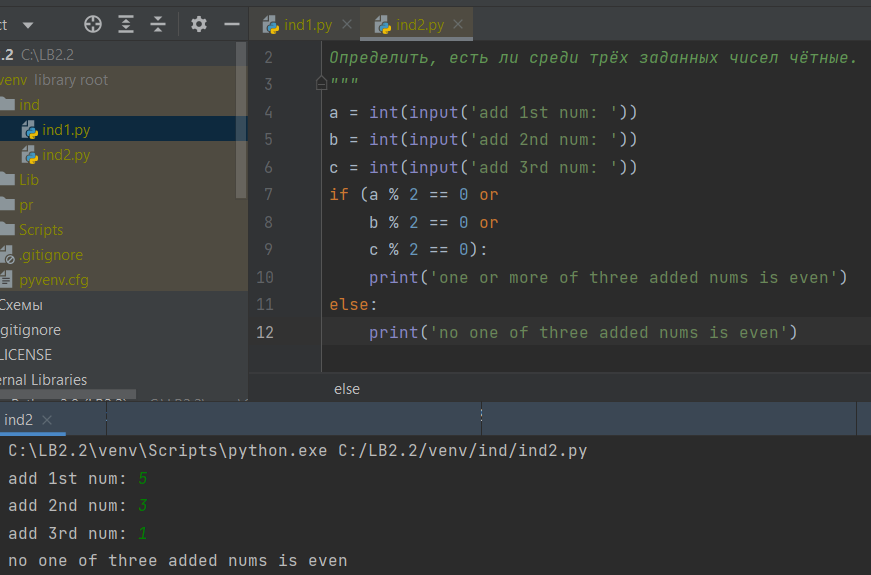 ind1.py
ind2.py
.2 C:\LB2.2
venv library root
ind
ind1.py
ind2.py
Lib
pr
Scripts
.gitignore
pyvenv.cfg
Схемы
gitignore
LICENSE
rnal Libraries
2 Определить, есть ли среди трёх заданных чисел чётные.
3 """
4 a = int(input('add 1st num: '))
5 b = int(input('add 2nd num: '))
6 c = int(input('add 3rd num: '))
7 if (a % 2 == 0 or
8 b % 2 == 0 or
9 c % 2 == 0):
10 print('one or more of three added nums is even')
11 else:
12 print('no one of three added nums is even')
else
ind2
C:\LB2.2\venv\Scripts\python.exe C:/LB2.2/venv/ind/ind2.py
add 1st num: 5
add 2nd num: 3
add 3rd num: 1
no one of three added nums is even